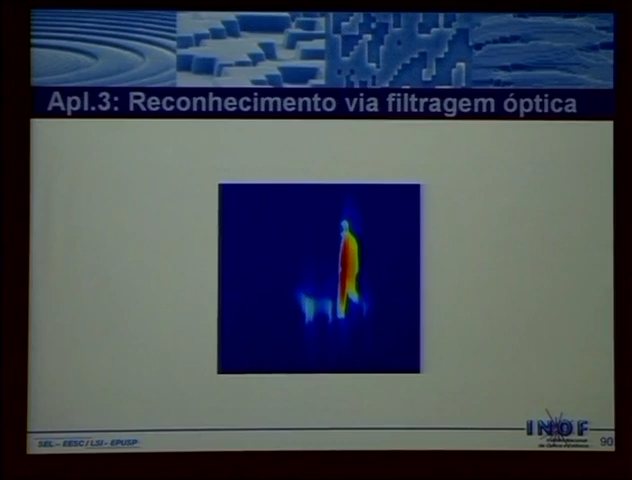 Apl.3: Reconhecimento via filtragem óptica
SEL – EESC / LSI – EPUSP
INOF
90